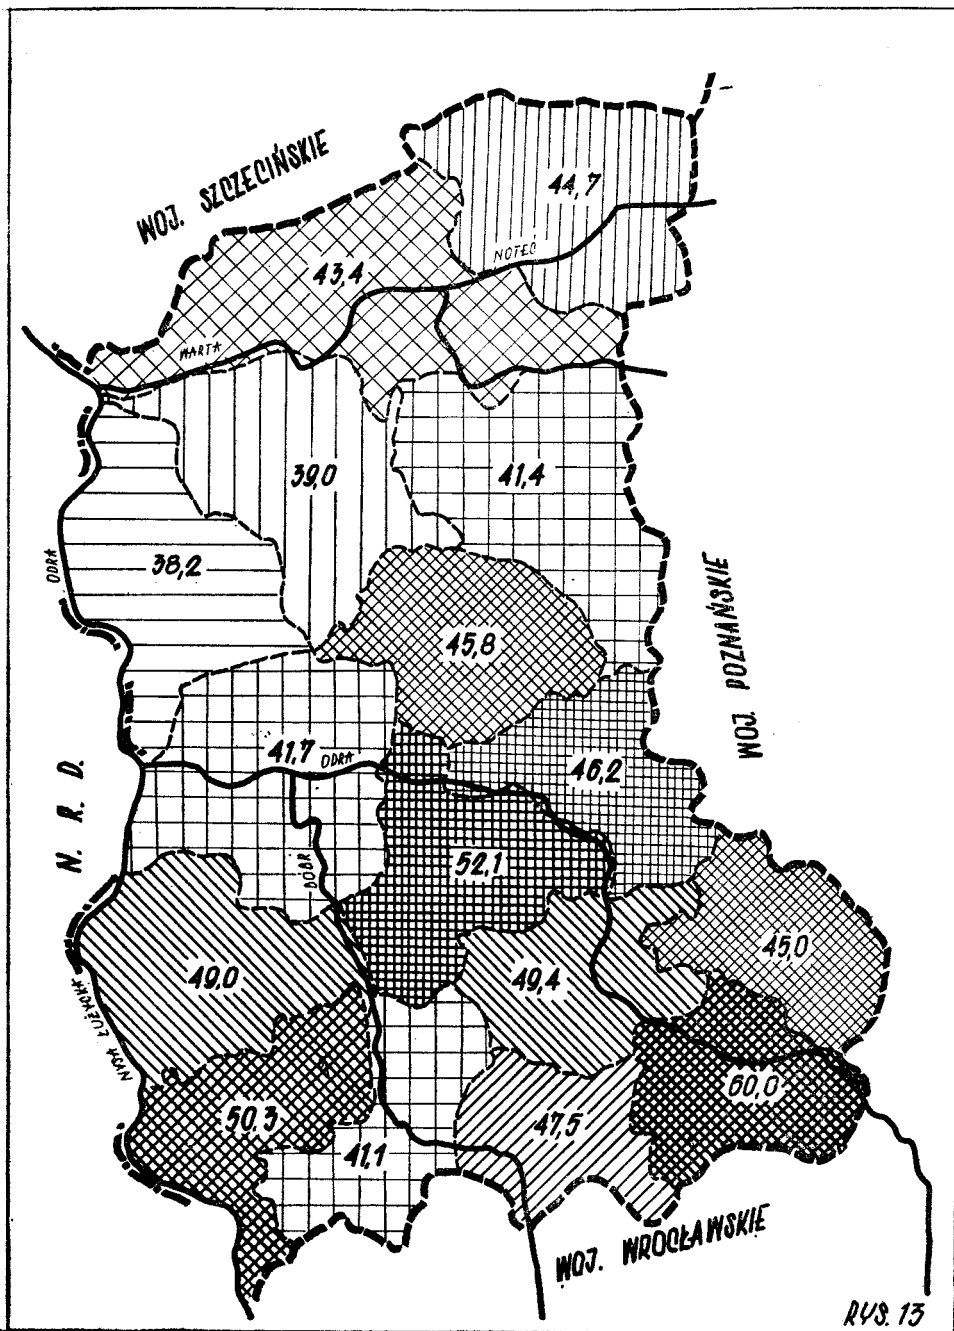 WOJ. SZCZECIŃSKIE
44,7
NOTEĆ
43,4
WARTA
39,0
41,4
ODRA
38,2
WOJ. POZNAŃSKIE
45,8
41,7
ODRA
46,2
N. R. D.
BOBR
52,1
49,0
49,4
45,0
NYSA ŁUŻYCKA
50,3
60,0
47,5
41,1
WOJ. WROCŁAWSKIE
RYS. 13